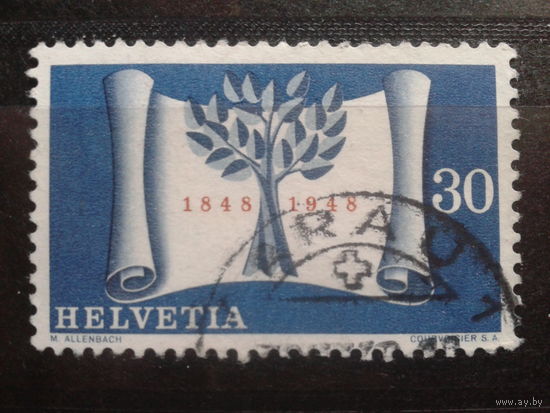 1848 1948
30
HELVETIA
M. ALLENBACH
COURVOISIER S.A.
www.ay.by